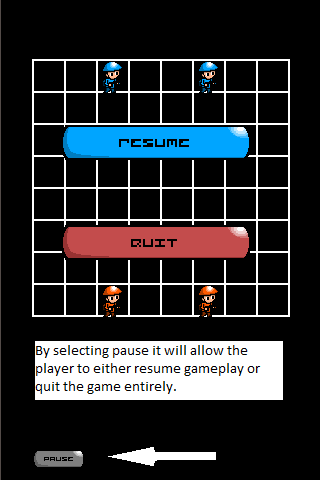 RESUME
QUIT
By selecting pause it will allow the
player to either resume gameplay or
quit the game entirely.
PAUSE